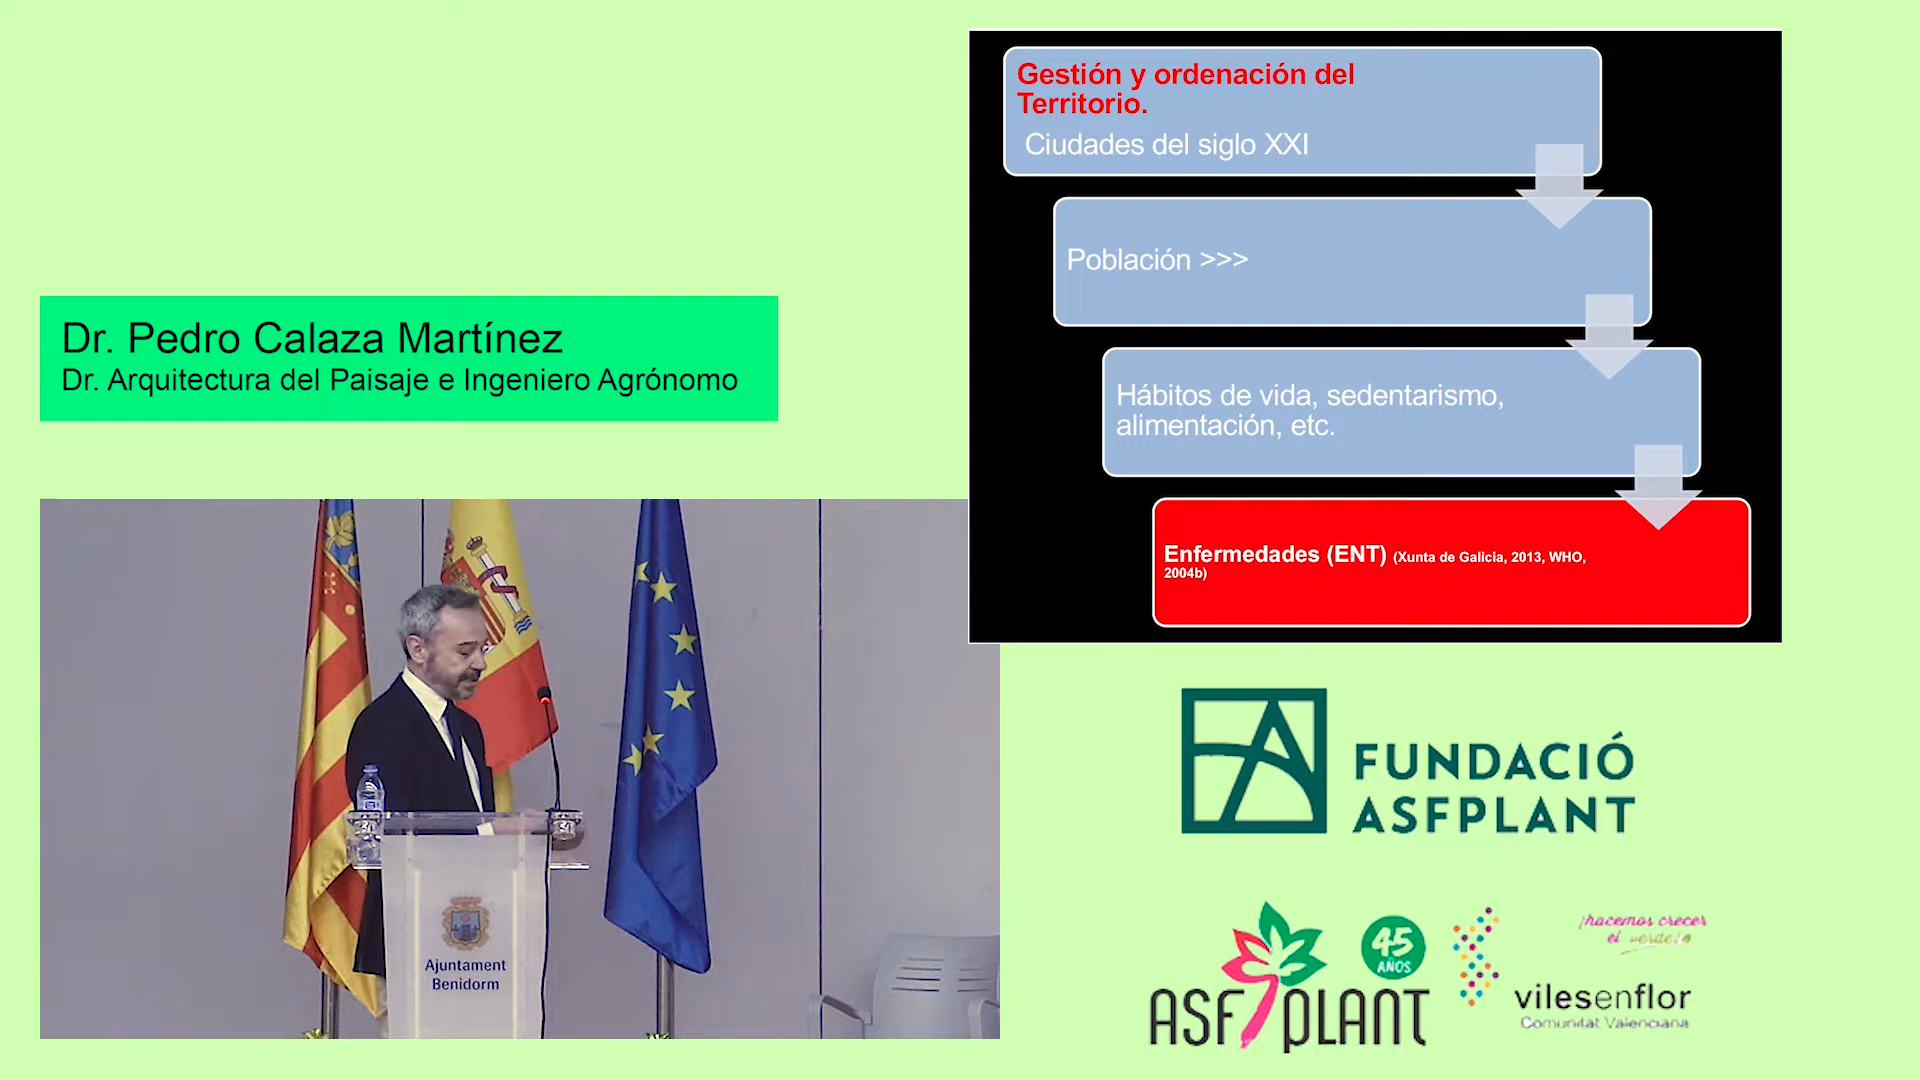 Gestión y ordenación del
Territorio.
Ciudades del siglo XXI
Población >>>
Hábitos de vida, sedentarismo,
alimentación, etc.
Enfermedades (ENT) (Xunta de Galicia, 2013, WHO,
2004b)
Dr. Pedro Calaza Martínez
Dr. Arquitectura del Paisaje e Ingeniero Agrónomo
Ajuntament
Benidorm
FUNDACIÓ
ASFPLANT
ASFPLANT
45
AÑOS
¡hacemos crecer
el verde!
vilesenflor
Comunitat Valenciana